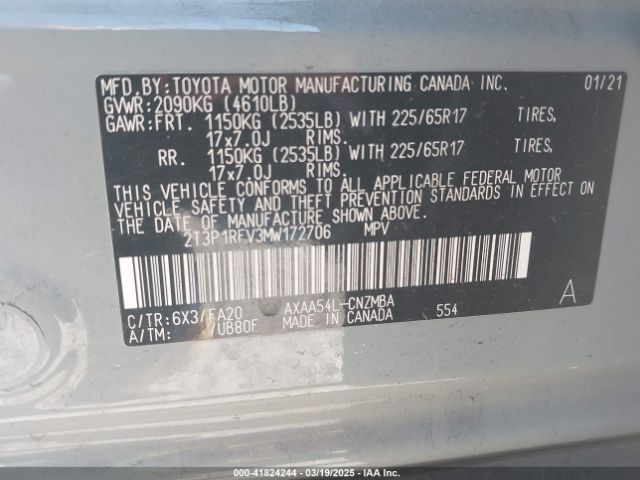 MFD. BY: TOYOTA MOTOR MANUFACTURING CANADA INC. 01/21
GVWR: 2090KG (4610LB)
GAWR: FRT. 1150KG (2535LB) WITH 225/65R17 TIRES,
17x7.0J RIMS.
RR. 1150KG (2535LB) WITH 225/65R17 TIRES,
17x7.0J RIMS.
THIS VEHICLE CONFORMS TO ALL APPLICABLE FEDERAL MOTOR
VEHICLE SAFETY AND THEFT PREVENTION STANDARDS IN EFFECT ON
THE DATE OF MANUFACTURE SHOWN ABOVE.
2T3P1RFV3MW172706 MPV
C/TR: 6X3/FA20 AXAA54L-CNZMBA 554 A
A/TM: /UB80F MADE IN CANADA
© IAA 40-41824244 - 03/19/2025 - IAAI.com